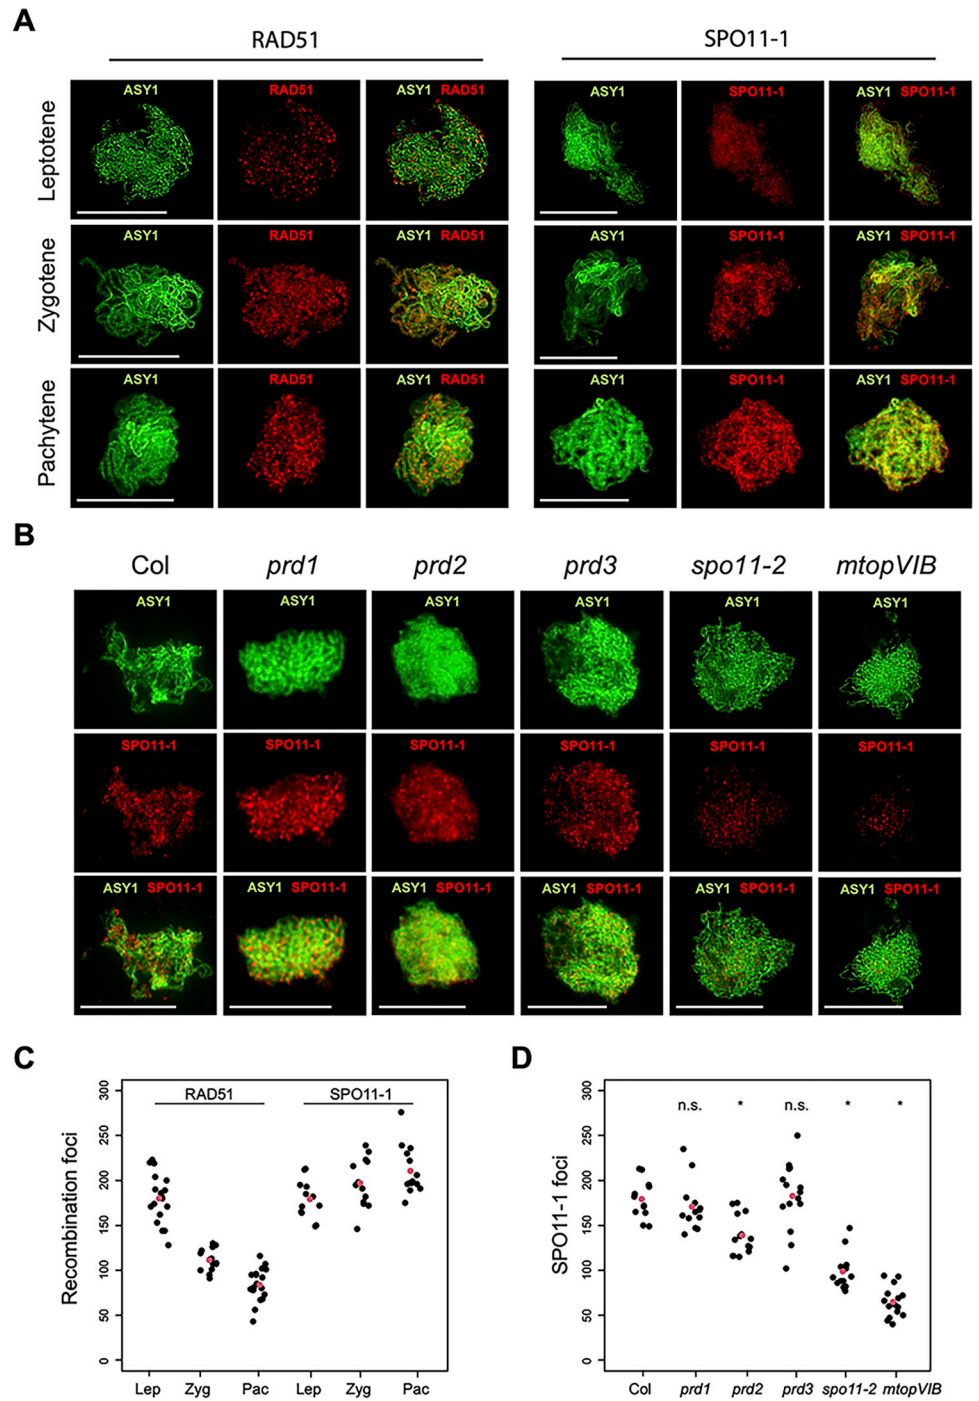 A
RAD51
SPO11-1
Leptotene
ASY1 RAD51 ASY1 RAD51 ASY1 SPO11-1 ASY1 SPO11-1
Zygotene
ASY1 RAD51 ASY1 RAD51 ASY1 SPO11-1 ASY1 SPO11-1
Pachytene
ASY1 RAD51 ASY1 RAD51 ASY1 SPO11-1 ASY1 SPO11-1
B
Col prd1 prd2 prd3 spo11-2 mtopVIB
ASY1 ASY1 ASY1 ASY1 ASY1 ASY1
SPO11-1 SPO11-1 SPO11-1 SPO11-1 SPO11-1 SPO11-1
ASY1 SPO11-1 ASY1 SPO11-1 ASY1 SPO11-1 ASY1 SPO11-1 ASY1 SPO11-1 ASY1 SPO11-1
C
RAD51 SPO11-1
Recombination foci
300
250
200
150
100
50
0
Lep Zyg Pac Lep Zyg Pac
D
n.s. * n.s. * *
SPO11-1 foci
300
250
200
150
100
50
0
Col prd1 prd2 prd3 spo11-2 mtopVIB